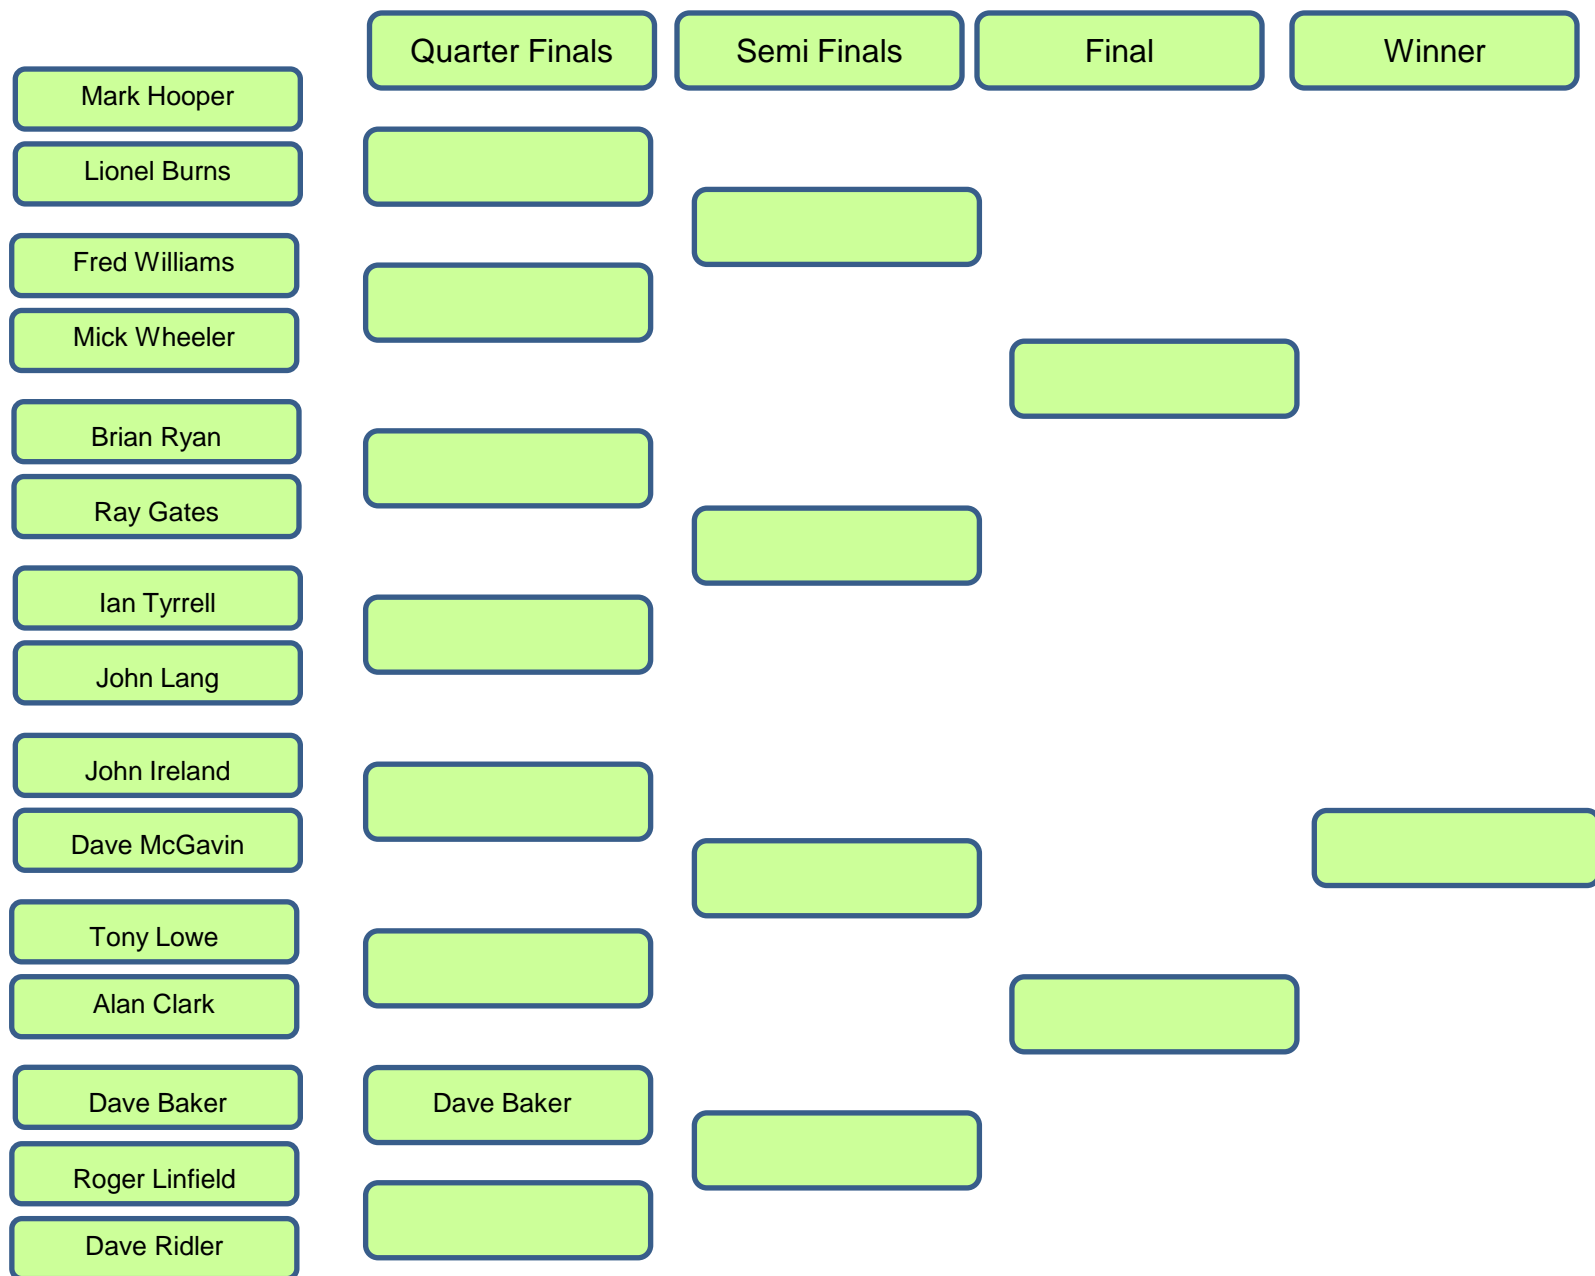 Quarter Finals
Semi Finals
Final
Winner
Mark Hooper
Lionel Burns
Fred Williams
Mick Wheeler
Brian Ryan
Ray Gates
Ian Tyrrell
John Lang
John Ireland
Dave McGavin
Tony Lowe
Alan Clark
Dave Baker
Dave Baker
Roger Linfield
Dave Ridler